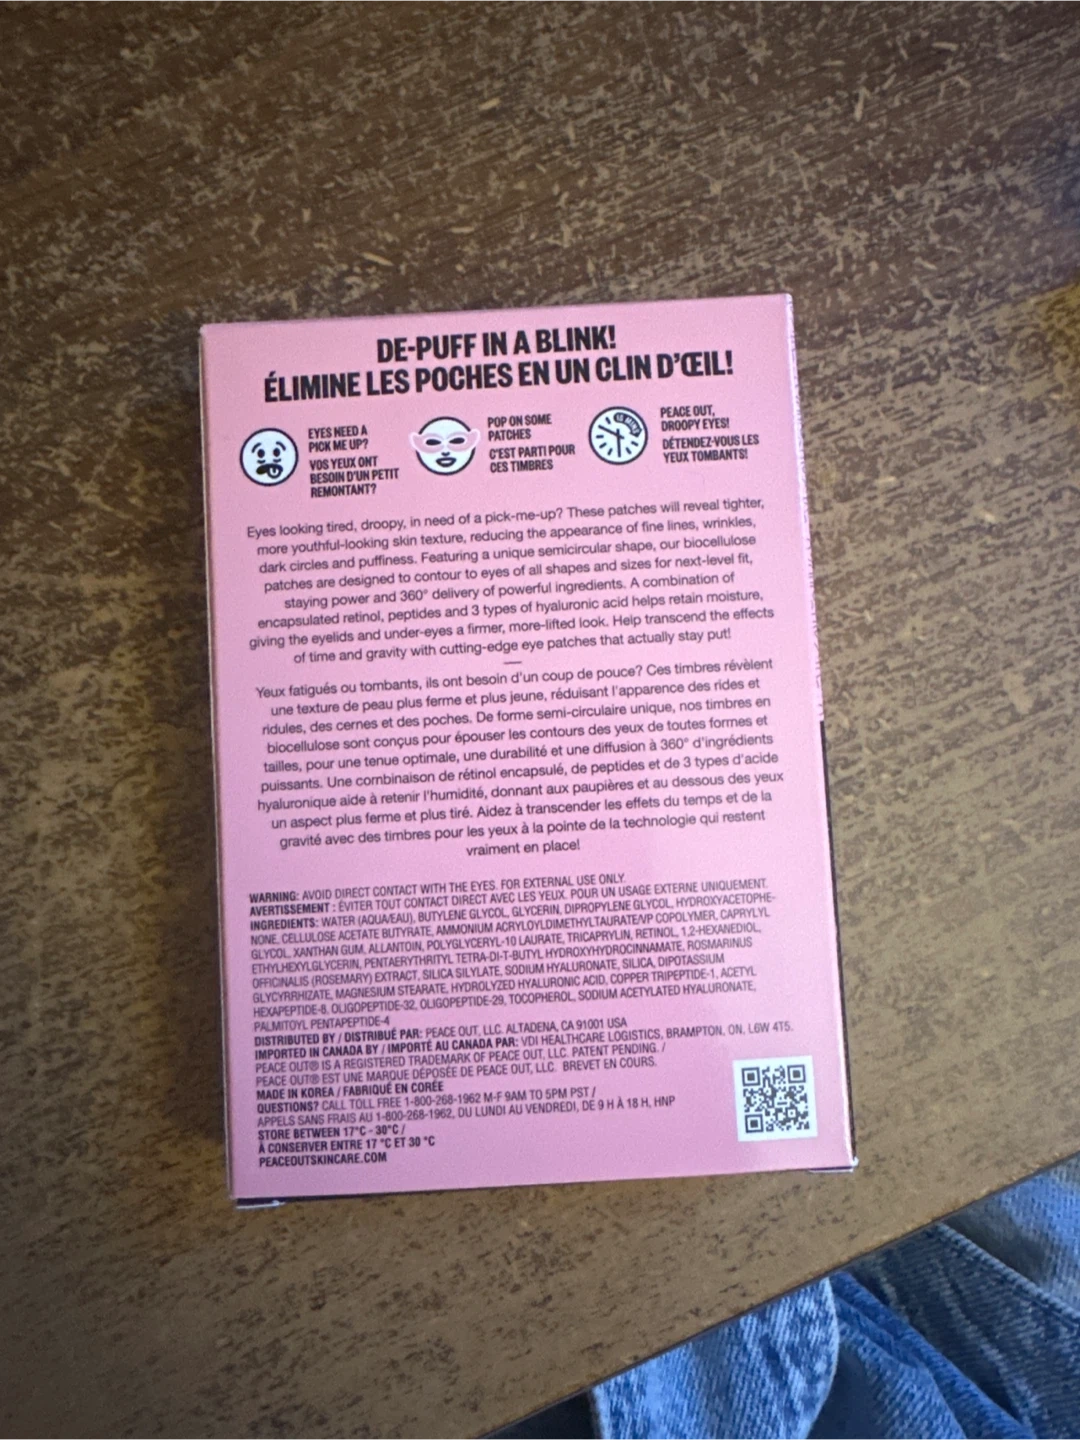 DE-PUFF IN A BLINK!
ÉLIMINE LES POCHES EN UN CLIN D'ŒIL!
EYES NEED A
PICK ME UP?
VOS YEUX ONT
BESOIN D'UN PETIT
REMONTANT?
POP ON SOME
PATCHES
C'EST PARTI POUR
CES TIMBRES
PEACE OUT,
DROOPY EYES!
DÉTENDEZ-VOUS LES
YEUX TOMBANTS!
Eyes looking tired, droopy, in need of a pick-me-up? These patches will reveal tighter,
more youthful-looking skin texture, reducing the appearance of fine lines, wrinkles,
dark circles and puffiness. Featuring a unique semicircular shape, our biocellulose
patches are designed to contour to eyes of all shapes and sizes for next-level fit,
staying power and 360° delivery of powerful ingredients. A combination of
encapsulated retinol, peptides and 3 types of hyaluronic acid helps retain moisture,
giving the eyelids and under-eyes a firmer, more-lifted look. Help transcend the effects
of time and gravity with cutting-edge eye patches that actually stay put!
Yeux fatigués ou tombants, ils ont besoin d'un coup de pouce? Ces timbres révèlent
une texture de peau plus ferme et plus jeune, réduisant l'apparence des rides et
ridules, des cernes et des poches. De forme semi-circulaire unique, nos timbres en
biocellulose sont conçus pour épouser les contours des yeux de toutes formes et
tailles, pour une tenue optimale, une durabilité et une diffusion à 360° d'ingrédients
puissants. Une combinaison de rétinol encapsulé, de peptides et de 3 types d'acide
hyaluronique aide à retenir l'humidité, donnant aux paupières et au dessous des yeux
un aspect plus ferme et plus tiré. Aidez à transcender les effets du temps et de la
gravité avec des timbres pour les yeux à la pointe de la technologie qui restent
vraiment en place!
WARNING: AVOID DIRECT CONTACT WITH THE EYES. FOR EXTERNAL USE ONLY.
AVERTISSEMENT : ÉVITER TOUT CONTACT DIRECT AVEC LES YEUX. POUR UN USAGE EXTERNE UNIQUEMENT.
INGREDIENTS: WATER (AQUA/EAU), BUTYLENE GLYCOL, GLYCERIN, DIPROPYLENE GLYCOL, HYDROXYACETOPHE-
NONE, CELLULOSE ACETATE BUTYRATE, AMMONIUM ACRYLOYLDIMETHYLTAURATE/VP COPOLYMER, CAPRYLYL
GLYCOL, XANTHAN GUM, ALLANTOIN, POLYGLYCERYL-10 LAURATE, TRICAPRYLIN, RETINOL, 1,2-HEXANEDIOL,
ETHYLHEXYLGLYCERIN, PENTAERYTHRITYL TETRA-DI-T-BUTYL HYDROXYHYDROCINNAMATE, ROSMARINUS
OFFICINALIS (ROSEMARY) EXTRACT, SILICA SILYLATE, SODIUM HYALURONATE, SILICA, DIPOTASSIUM
GLYCYRRHIZATE, MAGNESIUM STEARATE, HYDROLYZED HYALURONIC ACID, COPPER TRIPEPTIDE-1, ACETYL
HEXAPEPTIDE-8, OLIGOPEPTIDE-32, OLIGOPEPTIDE-29, TOCOPHEROL, SODIUM ACETYLATED HYALURONATE,
PALMITOYL PENTAPEPTIDE-4
DISTRIBUTED BY / DISTRIBUÉ PAR: PEACE OUT, LLC. ALTADENA, CA 91001 USA
IMPORTED IN CANADA BY / IMPORTÉ AU CANADA PAR: VDI HEALTHCARE LOGISTICS, BRAMPTON, ON, L6W 4T5.
PEACE OUT® IS A REGISTERED TRADEMARK OF PEACE OUT, LLC. PATENT PENDING. /
PEACE OUT® EST UNE MARQUE DÉPOSÉE DE PEACE OUT, LLC. BREVET EN COURS.
MADE IN KOREA / FABRIQUÉ EN CORÉE
QUESTIONS? CALL TOLL FREE 1-800-268-1962 M-F 9AM TO 5PM PST /
APPELS SANS FRAIS AU 1-800-268-1962, DU LUNDI AU VENDREDI, DE 9 H À 18 H, HNP
STORE BETWEEN 17°C - 30°C /
À CONSERVER ENTRE 17 °C ET 30 °C
PEACEOUTSKINCARE.COM